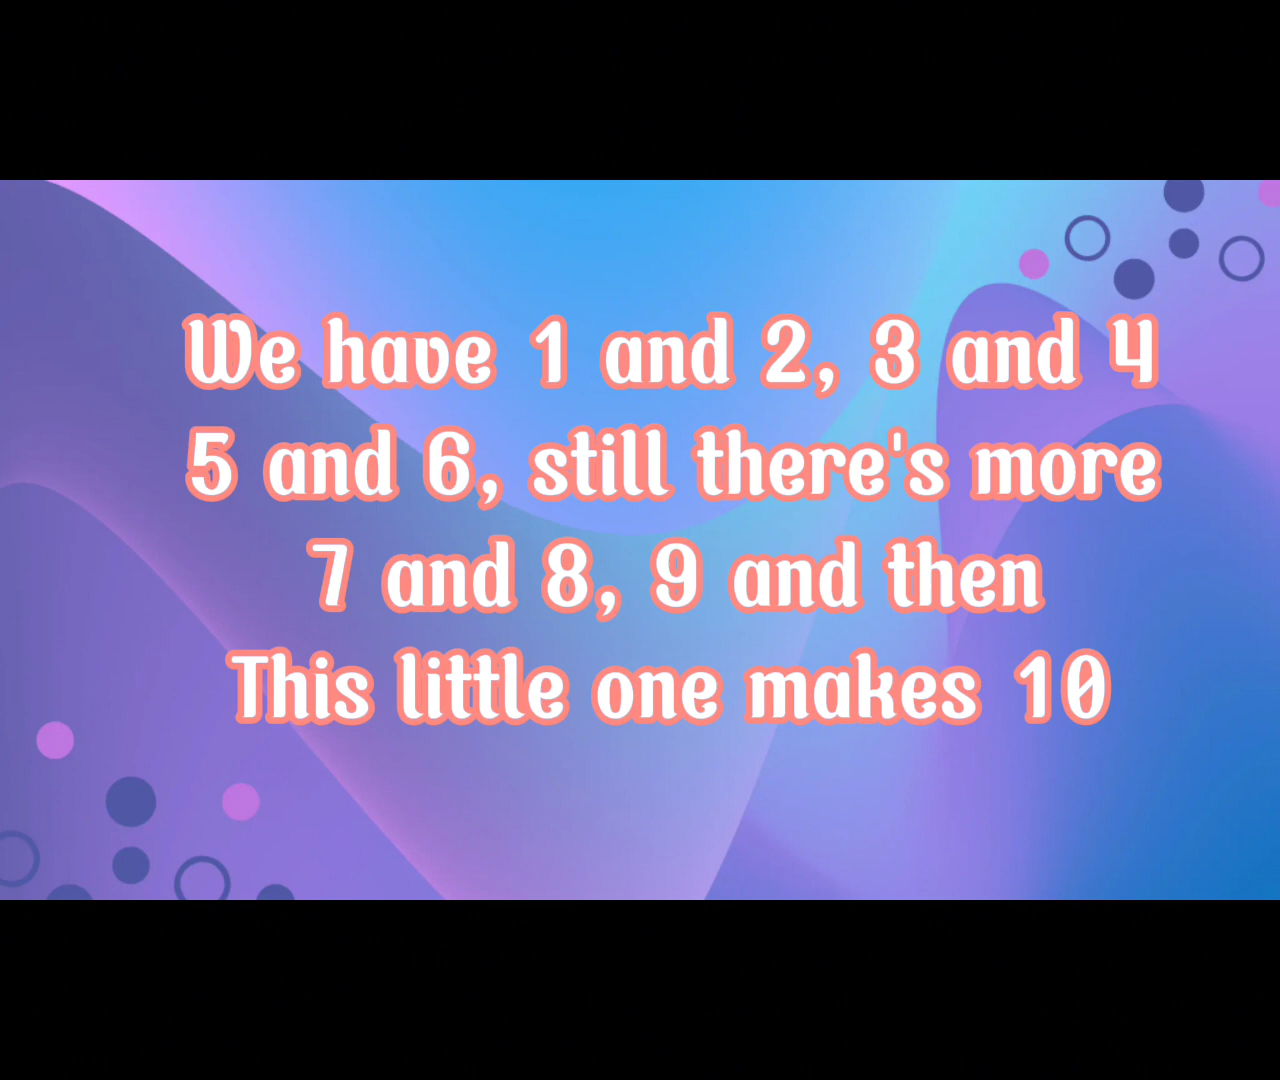 We have 1 and 2, 3 and 4
5 and 6, still there's more
7 and 8, 9 and then
This little one makes 10